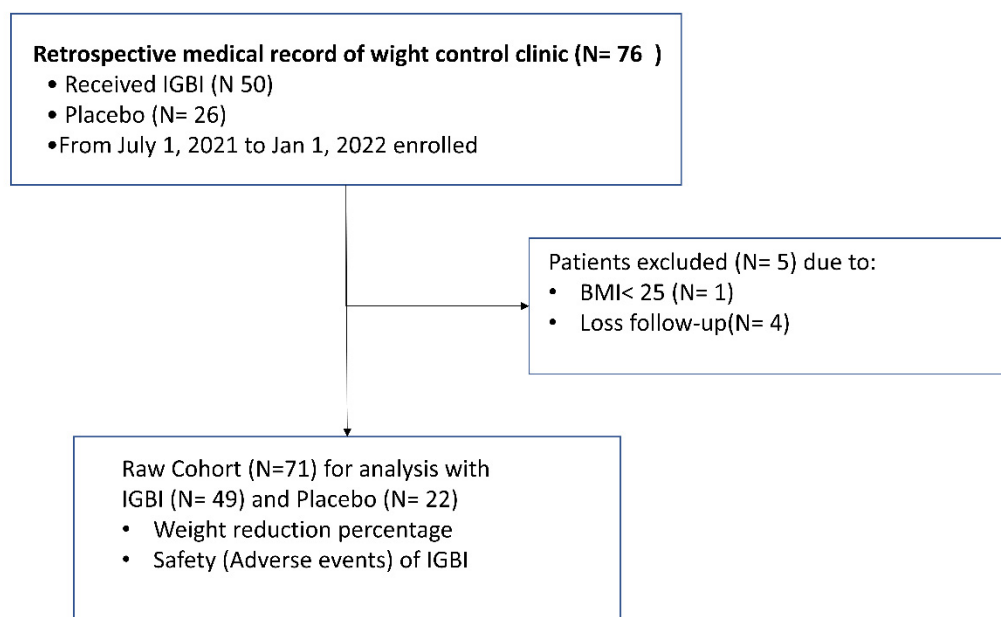 Retrospective medical record of wight control clinic (N= 76 )
• Received IGBI (N 50)
• Placebo (N= 26)
•From July 1, 2021 to Jan 1, 2022 enrolled
Patients excluded (N= 5) due to:
• BMI< 25 (N= 1)
• Loss follow-up(N= 4)
Raw Cohort (N=71) for analysis with
IGBI (N= 49) and Placebo (N= 22)
• Weight reduction percentage
• Safety (Adverse events) of IGBI